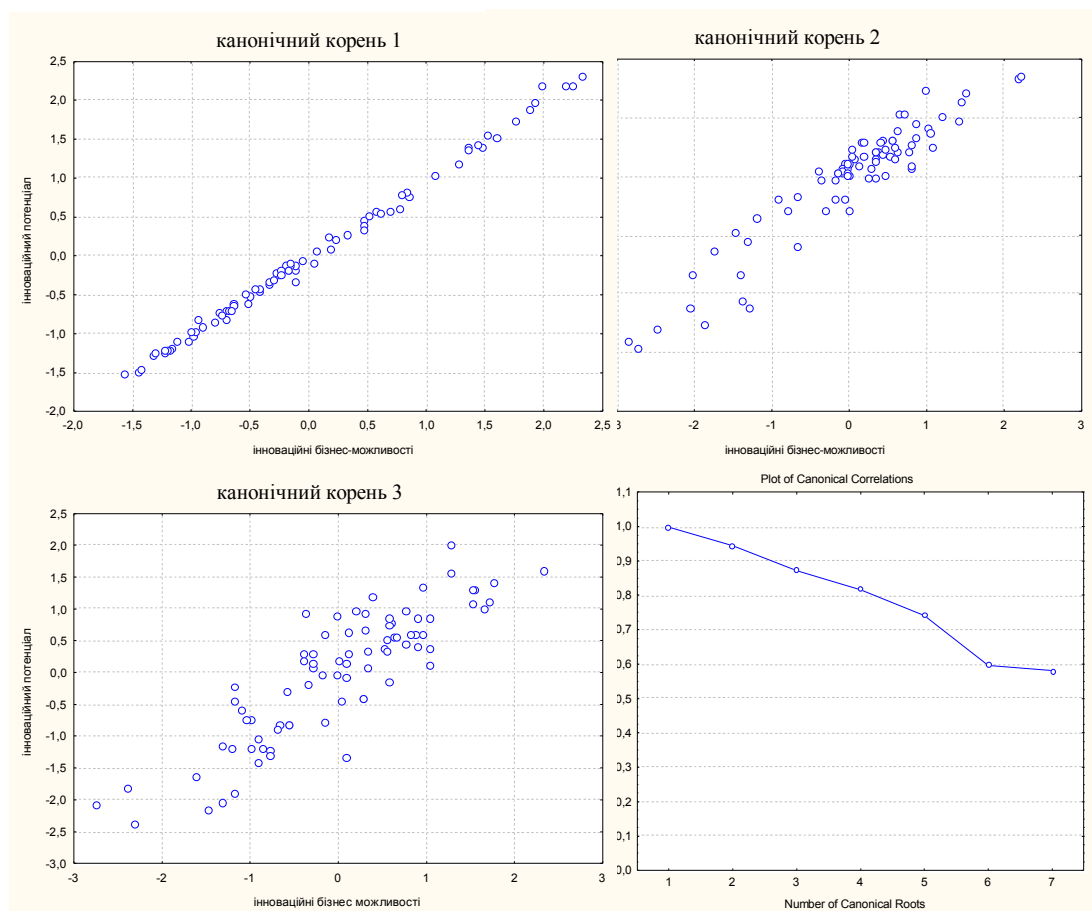 канонічний корень 1
2,5
2,0
1,5
1,0
0,5
0,0
-0,5
-1,0
-1,5
-2,0
інноваційний потенціал
-2,0 -1,5 -1,0 -0,5 0,0 0,5 1,0 1,5 2,0 2,5
інноваційні бізнес-можливості
канонічний корень 2
-3 -2 -1 0 1 2 3
інноваційні бізнес-можливості
канонічний корень 3
2,5
2,0
1,5
1,0
0,5
0,0
-0,5
-1,0
-1,5
-2,0
-2,5
-3,0
інноваційний потенціал
-3 -2 -1 0 1 2 3
інноваційні бізнес можливості
Plot of Canonical Correlations
1,1
1,0
0,9
0,8
0,7
0,6
0,5
0,4
0,3
0,2
0,1
0,0
1 2 3 4 5 6 7
Number of Canonical Roots